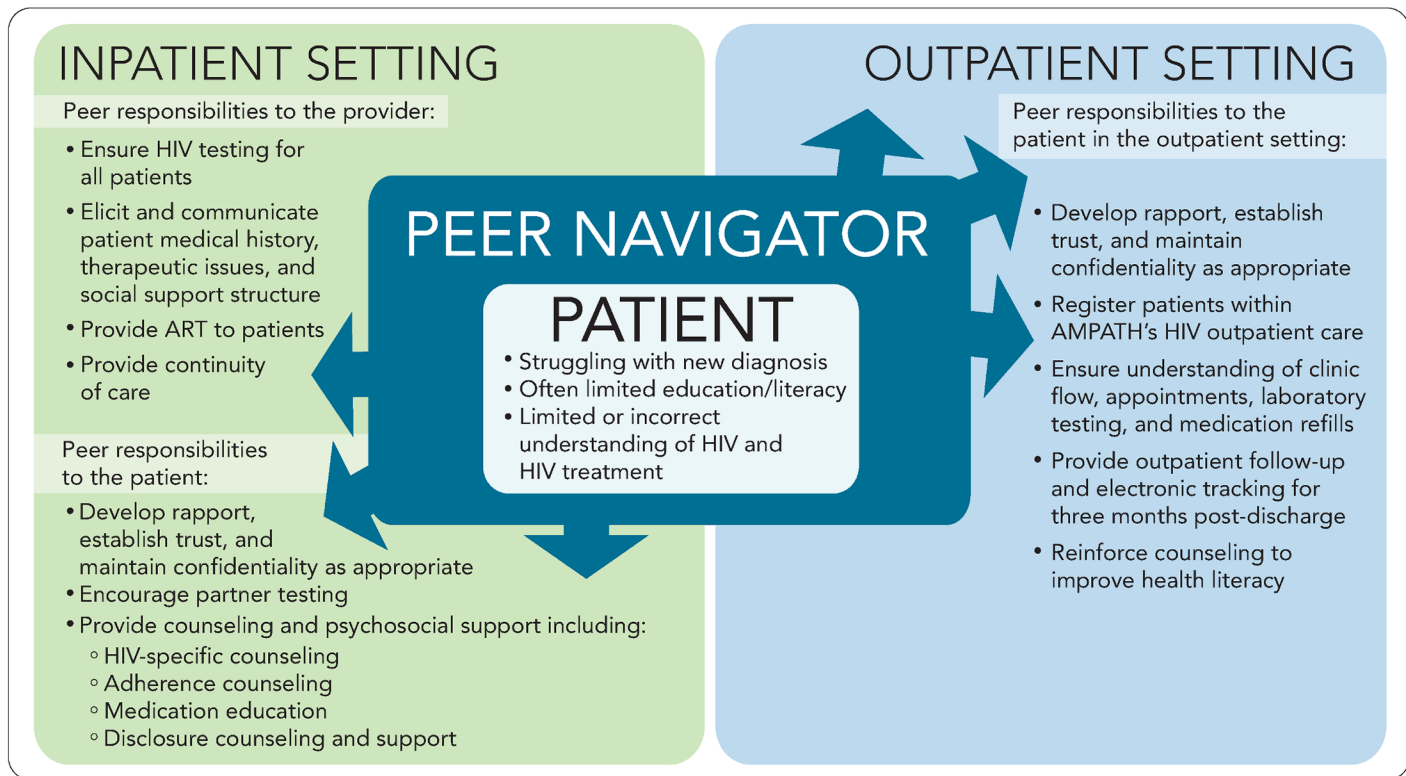 INPATIENT SETTING
Peer responsibilities to the provider:
• Ensure HIV testing for
all patients
• Elicit and communicate
patient medical history,
therapeutic issues, and
social support structure
• Provide ART to patients
• Provide continuity
of care
Peer responsibilities
to the patient:
• Develop rapport,
establish trust, and
maintain confidentiality as appropriate
• Encourage partner testing
• Provide counseling and psychosocial support including:
◦ HIV-specific counseling
◦ Adherence counseling
◦ Medication education
◦ Disclosure counseling and support
PEER NAVIGATOR
PATIENT
• Struggling with new diagnosis
• Often limited education/literacy
• Limited or incorrect
understanding of HIV and
HIV treatment
OUTPATIENT SETTING
Peer responsibilities to the
patient in the outpatient setting:
• Develop rapport, establish
trust, and maintain
confidentiality as appropriate
• Register patients within
AMPATH’s HIV outpatient care
• Ensure understanding of clinic
flow, appointments, laboratory
testing, and medication refills
• Provide outpatient follow-up
and electronic tracking for
three months post-discharge
• Reinforce counseling to
improve health literacy